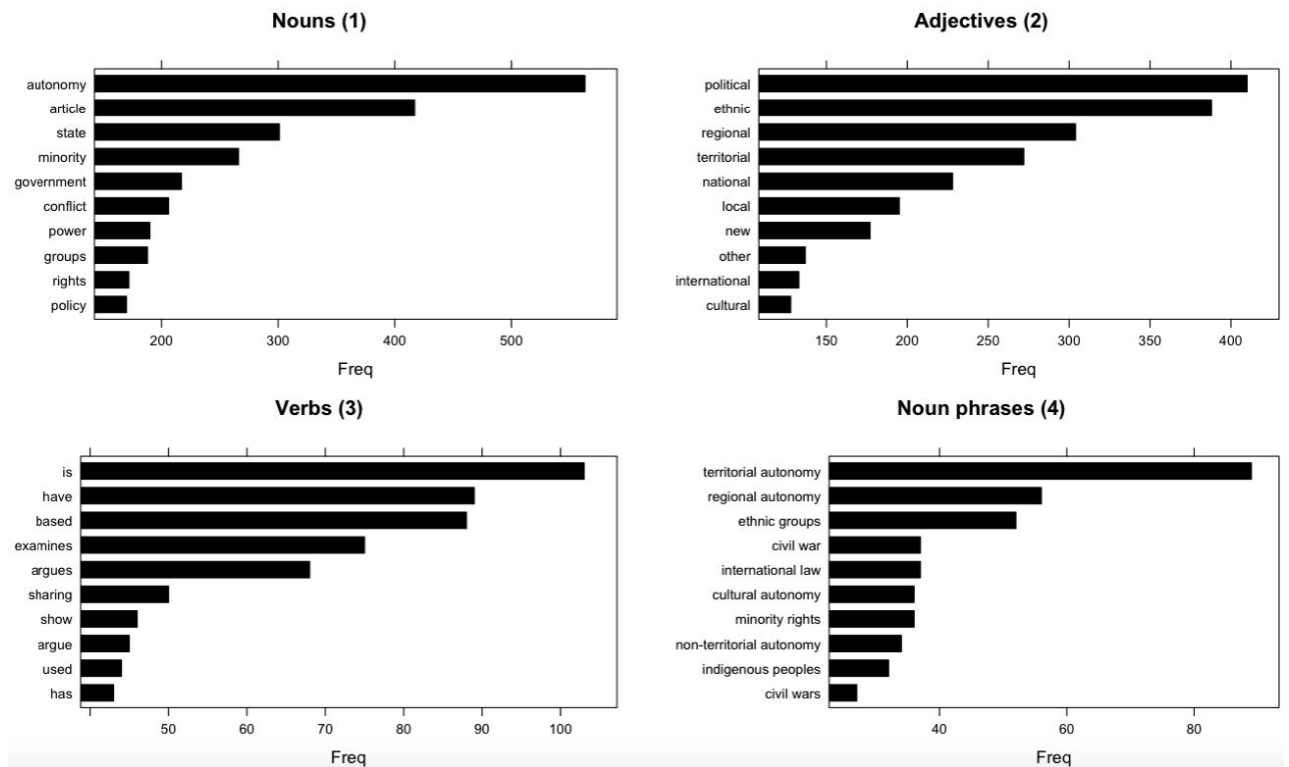 Nouns (1)
autonomy
article
state
minority
government
conflict
power
groups
rights
policy
200 300 400 500
Freq
Adjectives (2)
political
ethnic
regional
territorial
national
local
new
other
international
cultural
150 200 250 300 350 400
Freq
Verbs (3)
is
have
based
examines
argues
sharing
show
argue
used
has
50 60 70 80 90 100
Freq
Noun phrases (4)
territorial autonomy
regional autonomy
ethnic groups
civil war
international law
cultural autonomy
minority rights
non-territorial autonomy
indigenous peoples
civil wars
40 60 80
Freq